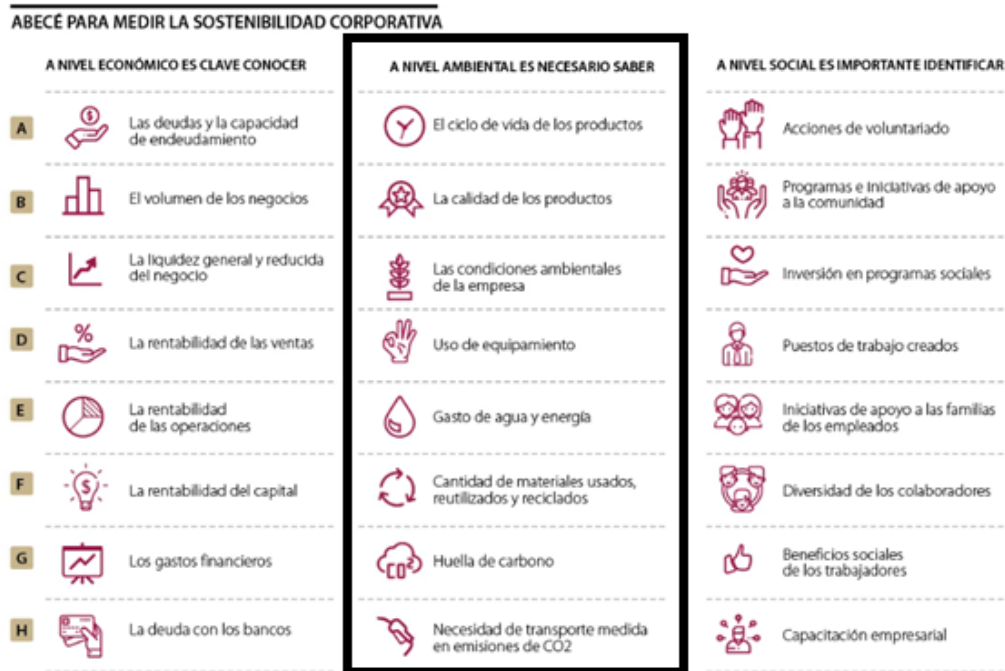 ABECÉ PARA MEDIR LA SOSTENIBILIDAD CORPORATIVA
A NIVEL ECONÓMICO ES CLAVE CONOCER
A
Las deudas y la capacidad
de endeudamiento
B
El volumen de los negocios
C
La liquidez general y reducida
del negocio
D
%
La rentabilidad de las ventas
E
La rentabilidad
de las operaciones
F
La rentabilidad del capital
G
Los gastos financieros
H
La deuda con los bancos
A NIVEL AMBIENTAL ES NECESARIO SABER
El ciclo de vida de los productos
La calidad de los productos
Las condiciones ambientales
de la empresa
Uso de equipamiento
Gasto de agua y energía
Cantidad de materiales usados,
reutilizados y reciclados
CO2
Huella de carbono
Necesidad de transporte medida
en emisiones de CO2
A NIVEL SOCIAL ES IMPORTANTE IDENTIFICAR
Acciones de voluntariado
Programas e iniciativas de apoyo
a la comunidad
Inversión en programas sociales
Puestos de trabajo creados
Iniciativas de apoyo a las familias
de los empleados
Diversidad de los colaboradores
Beneficios sociales
de los trabajadores
Capacitación empresarial